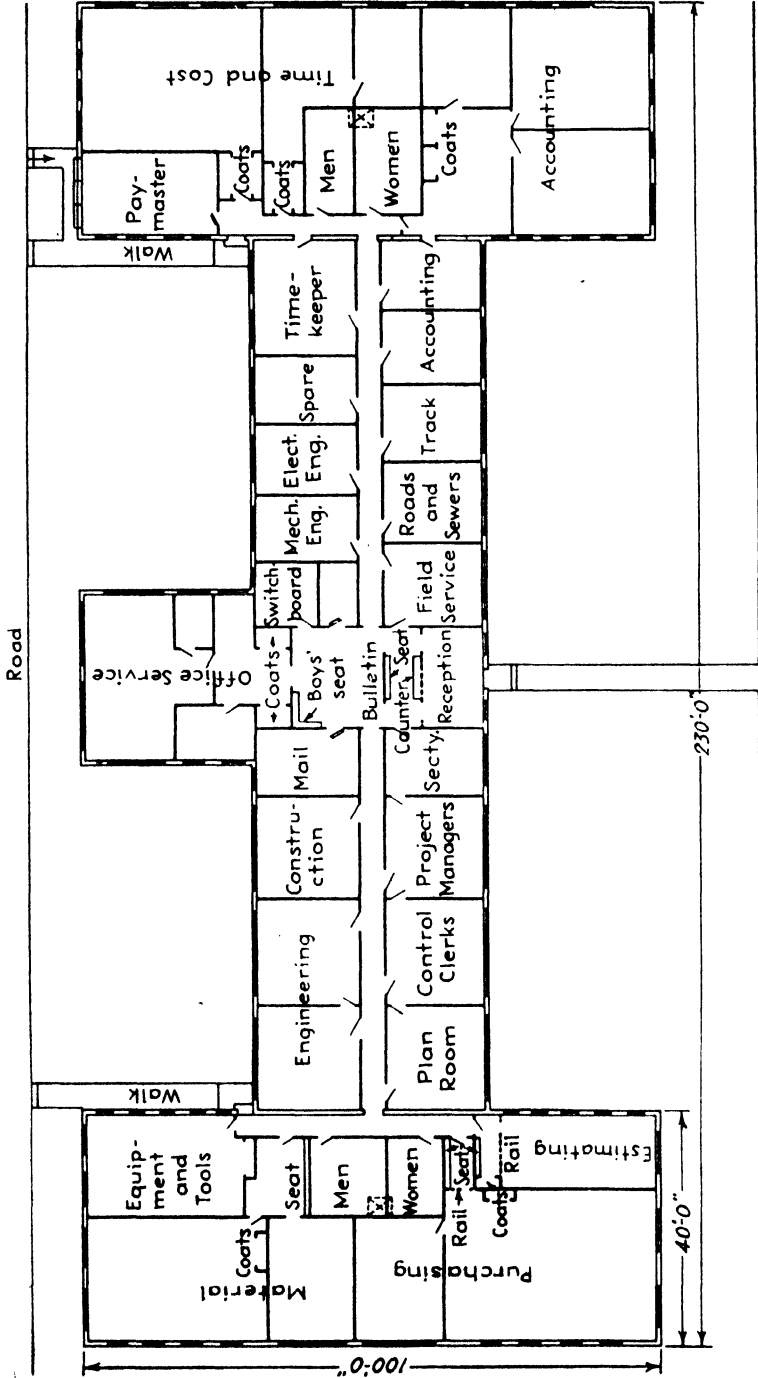 Road
Walk
Walk
Equip-
ment
and
Tools
Seat
Men
Women
Seat
Rail
Rail
Estimating
Coats
Coats
Material
Purchasing
Engineering
Constru-
ction
Mail
Plan
Room
Control
Clerks
Project
Managers
Secty.
Office Service
Coats
Boys'
seat
Bulletin
Counter
Seat
Reception
Switch-
board
Mech.
Eng.
Elect.
Eng.
Spare
Time-
keeper
Field
Service
Roads
and
Sewers
Track
Accounting
Pay-
master
Coats
Coats
Men
Women
Coats
Time and Cost
Accounting
100'-0"
40'-0"
230'-0"